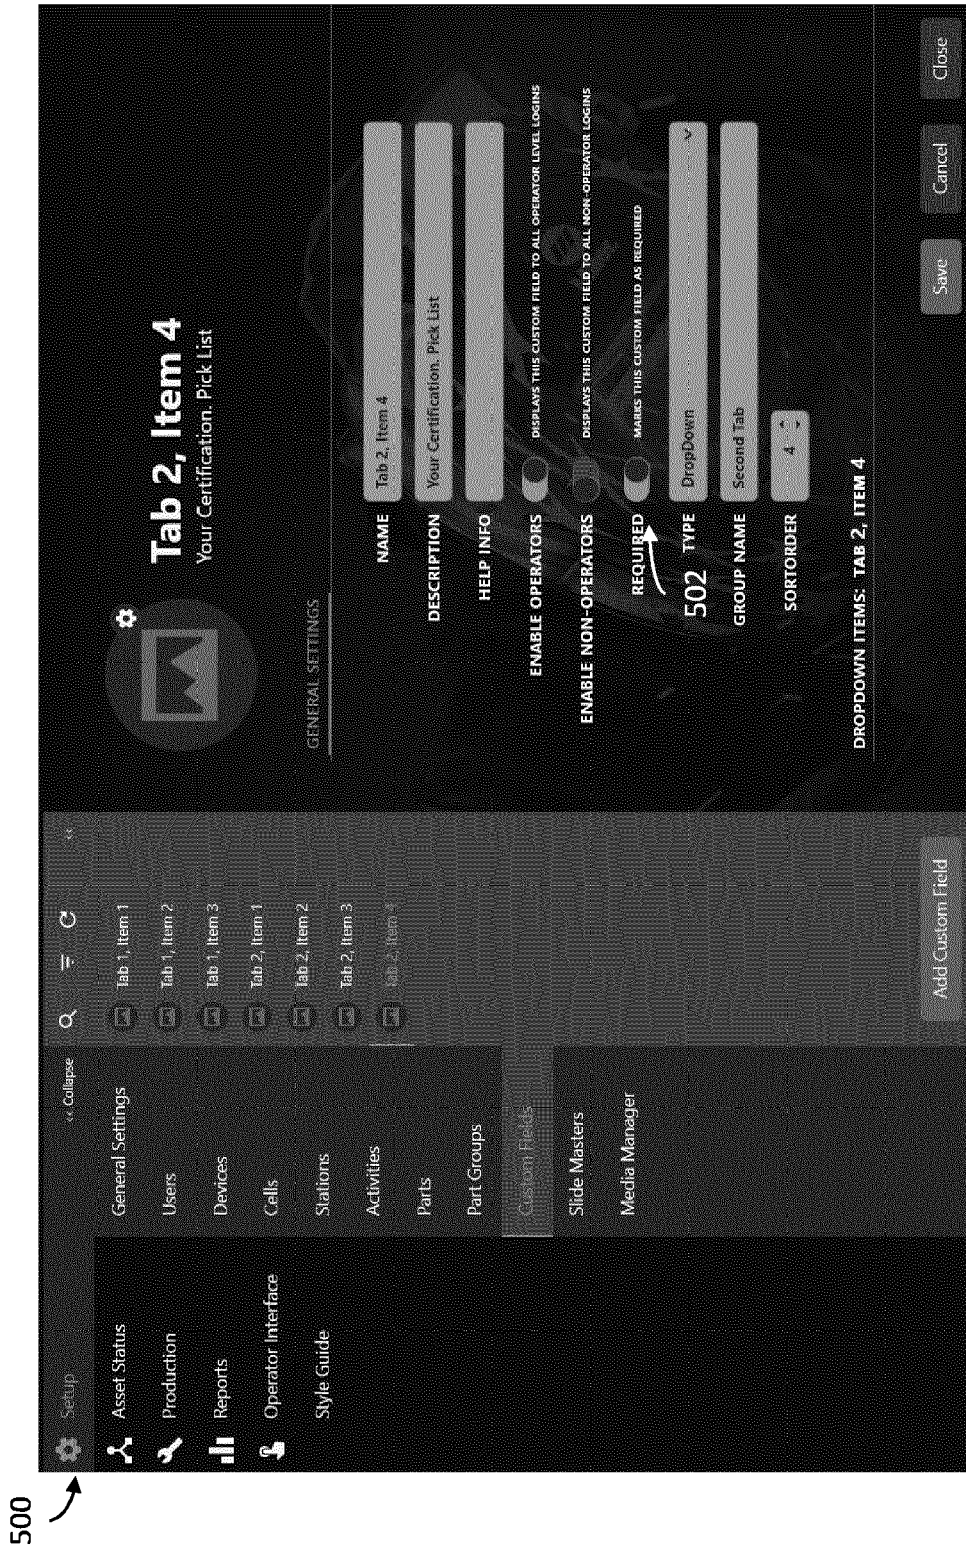 500
Setup
<< Collapse
<<
Asset Status
Production
Reports
Operator Interface
Style Guide
General Settings
Users
Devices
Cells
Stations
Activities
Parts
Part Groups
Custom Fields
Slide Masters
Media Manager
Tab 1, Item 1
Tab 1, Item 2
Tab 1, Item 3
Tab 2, Item 1
Tab 2, Item 2
Tab 2, Item 3
Tab 2, Item 4
Add Custom Field
Tab 2, Item 4
Your Certification. Pick List
GENERAL SETTINGS
NAME Tab 2, Item 4
DESCRIPTION Your Certification. Pick List
HELP INFO
ENABLE OPERATORS DISPLAYS THIS CUSTOM FIELD TO ALL OPERATOR LEVEL LOGINS
ENABLE NON-OPERATORS DISPLAYS THIS CUSTOM FIELD TO ALL NON-OPERATOR LOGINS
REQUIRED MARKS THIS CUSTOM FIELD AS REQUIRED
502 TYPE DropDown
GROUP NAME Second Tab
SORTORDER 4
DROPDOWN ITEMS: TAB 2, ITEM 4
Save Cancel Close